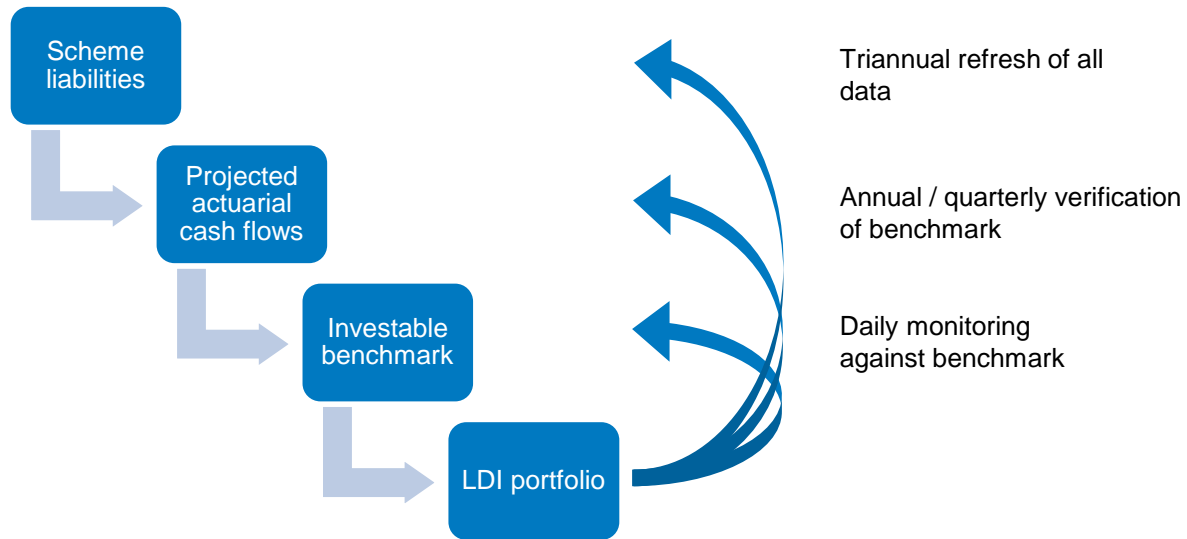 Scheme
liabilities
Triannual refresh of all
data
Projected
actuarial
cash flows
Annual / quarterly verification
of benchmark
Investable
benchmark
Daily monitoring
against benchmark
LDI portfolio